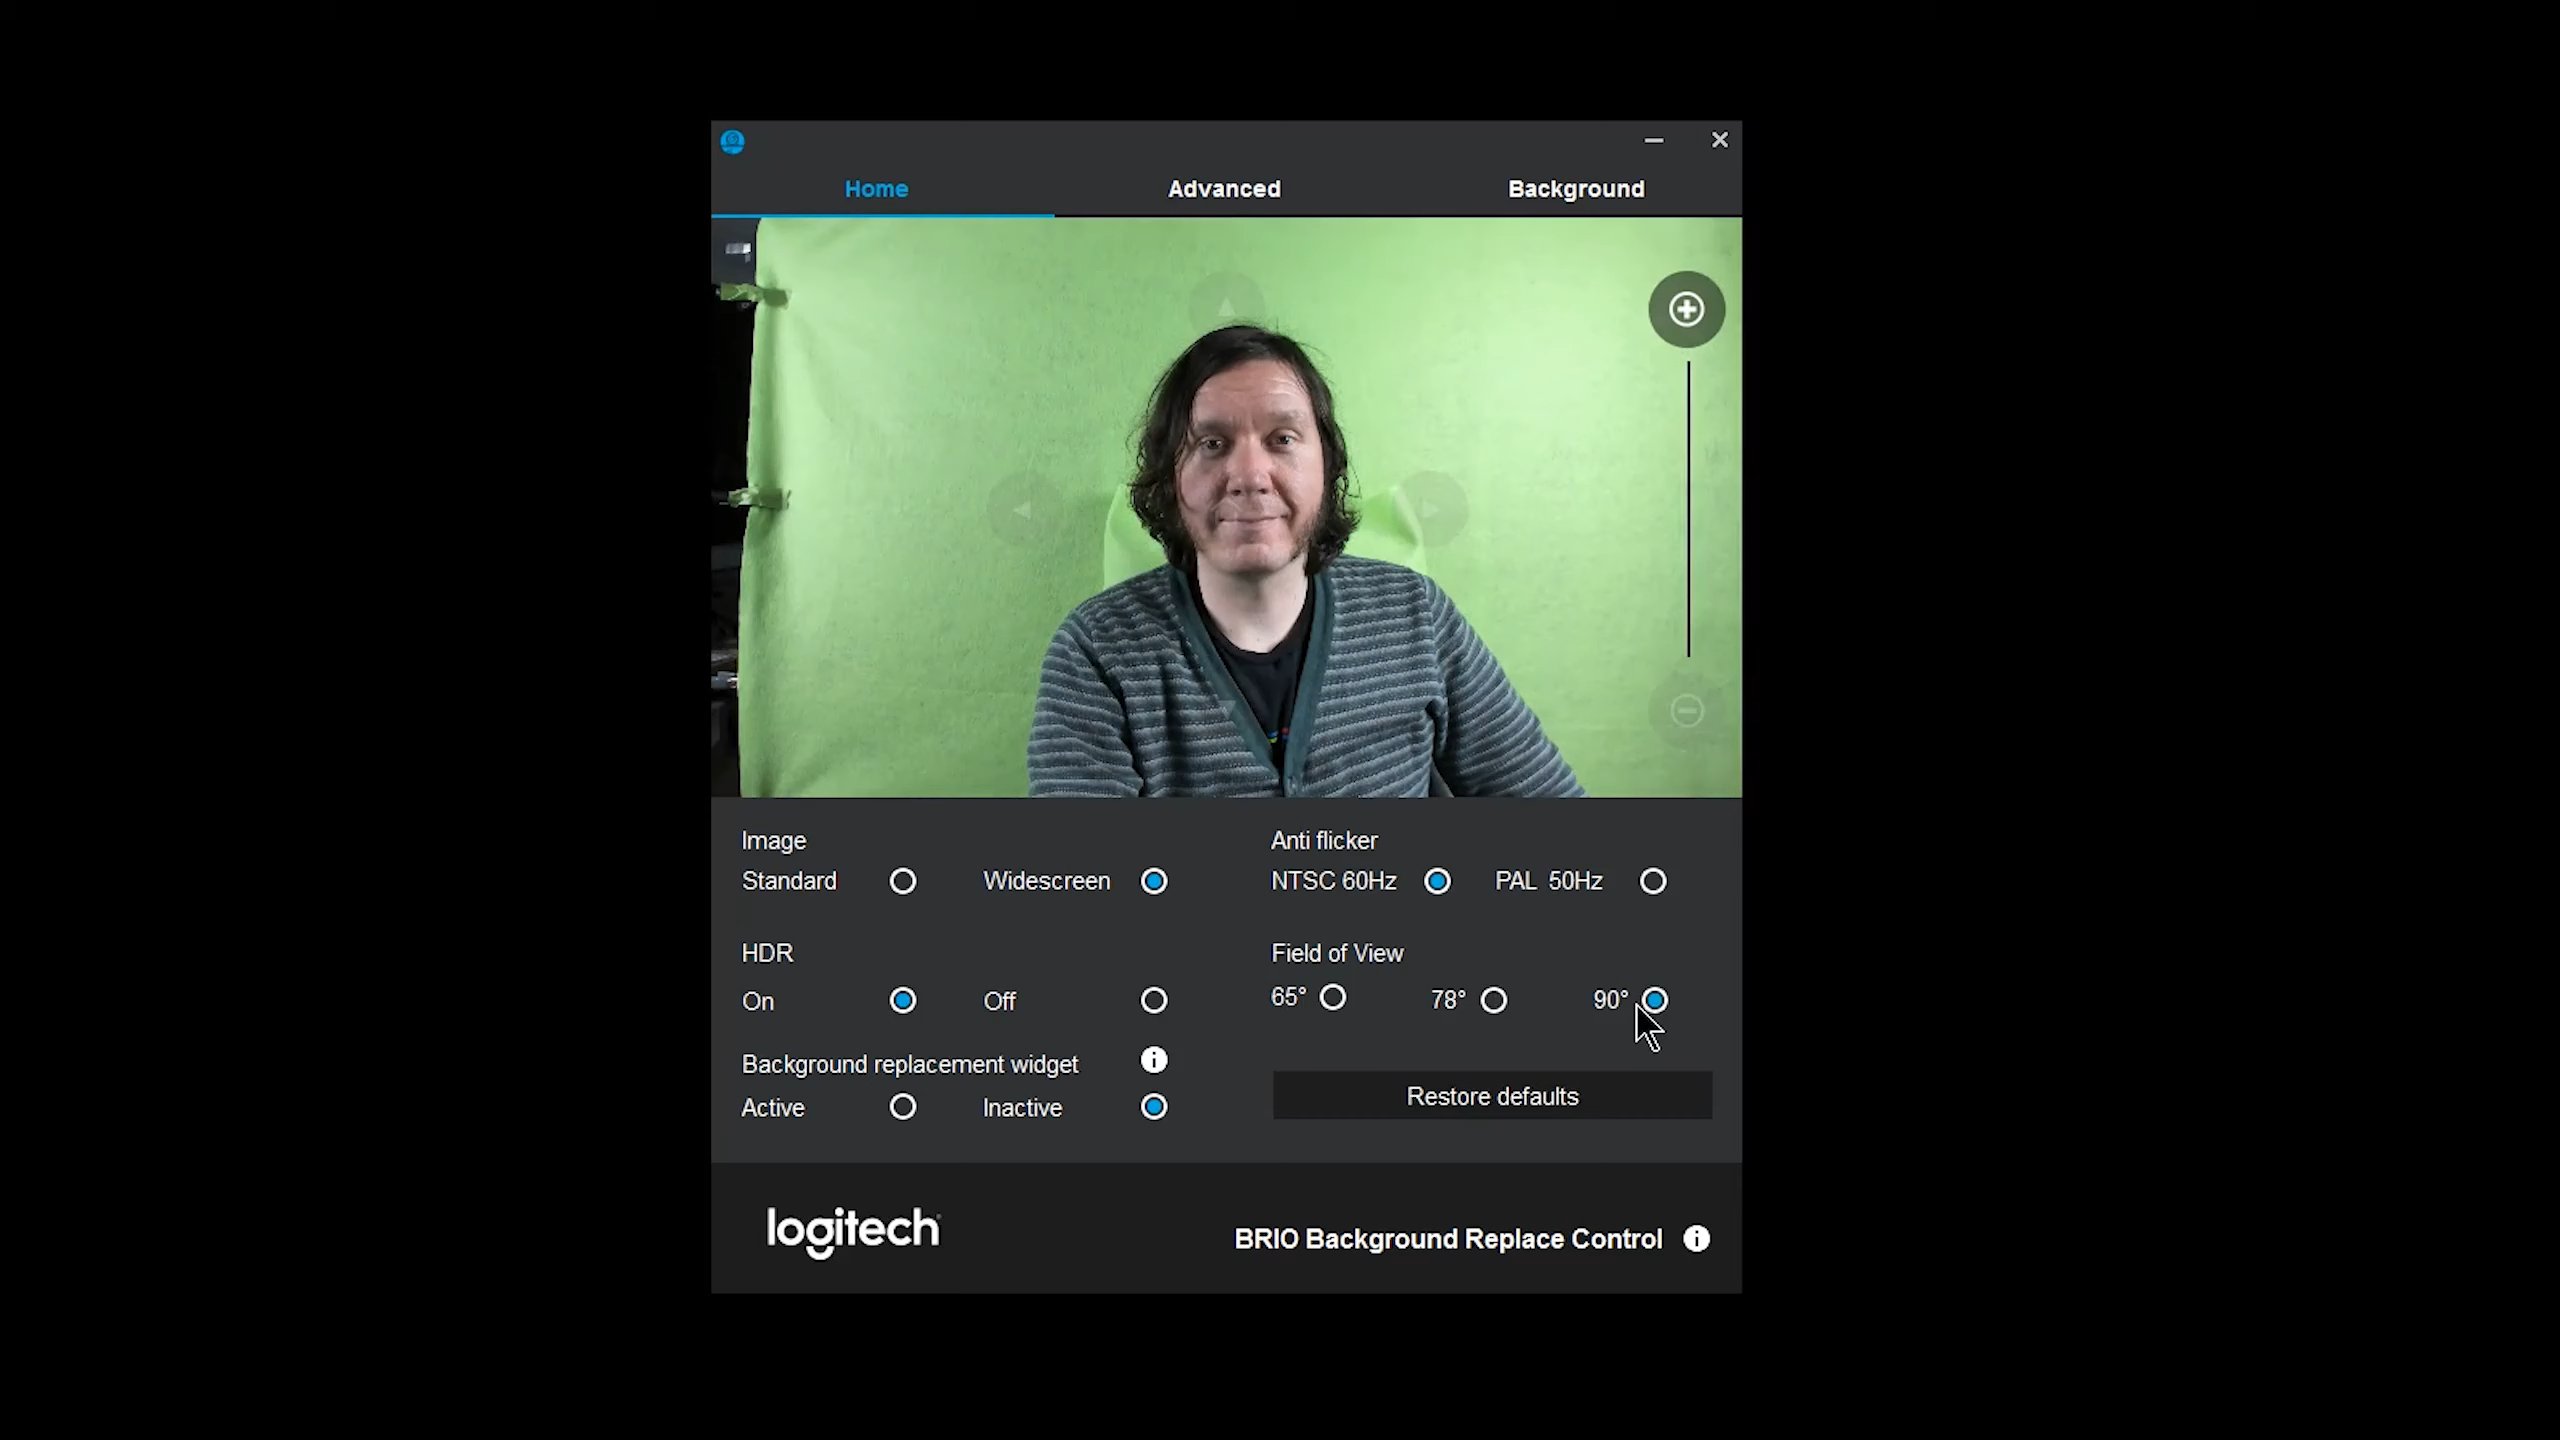 Home Advanced Background
Image Anti flicker
Standard Widescreen NTSC 60Hz PAL 50Hz
HDR Field of View
On Off 65° 78° 90°
Background replacement widget
Active Inactive Restore defaults
logitech BRIO Background Replace Control